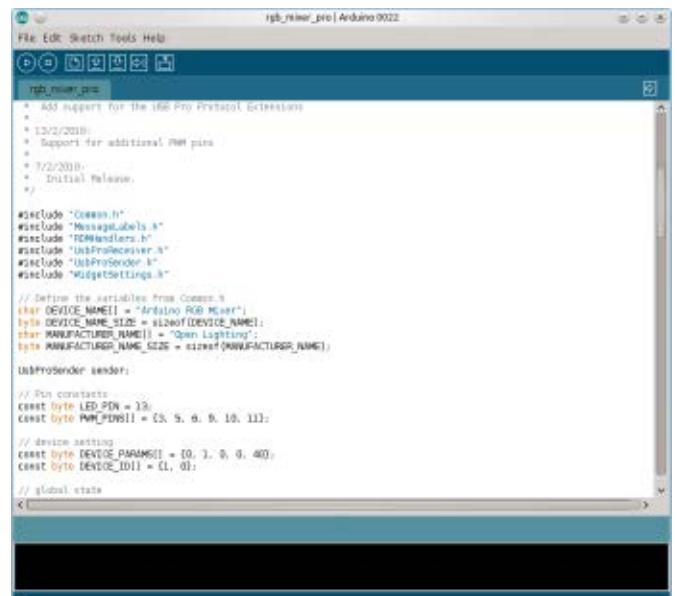 rgb_mixer_pro | Arduino 0022
File Edit Sketch Tools Help
rgb_mixer_pro
* Add support for the USB Pro Protocol Extensions
*
* 13/2/2010:
* Support for additional PWM pins
*
* 7/2/2010:
* Initial Release.
*/
#include "Common.h"
#include "MessageLabels.h"
#include "RDMHandlers.h"
#include "UsbProReceiver.h"
#include "UsbProSender.h"
#include "WidgetSettings.h"
// Define the variables from Common.h
char DEVICE_NAME[] = "Arduino RGB Mixer";
byte DEVICE_NAME_SIZE = sizeof(DEVICE_NAME);
char MANUFACTURER_NAME[] = "Open Lighting";
byte MANUFACTURER_NAME_SIZE = sizeof(MANUFACTURER_NAME);
UsbProSender sender;
// Pin constants
const byte LED_PIN = 13;
const byte PWM_PINS[] = {3, 5, 6, 9, 10, 11};
// device setting
const byte DEVICE_PARAMS[] = {0, 1, 0, 0, 40};
const byte DEVICE_ID[] = {1, 0};
// global state